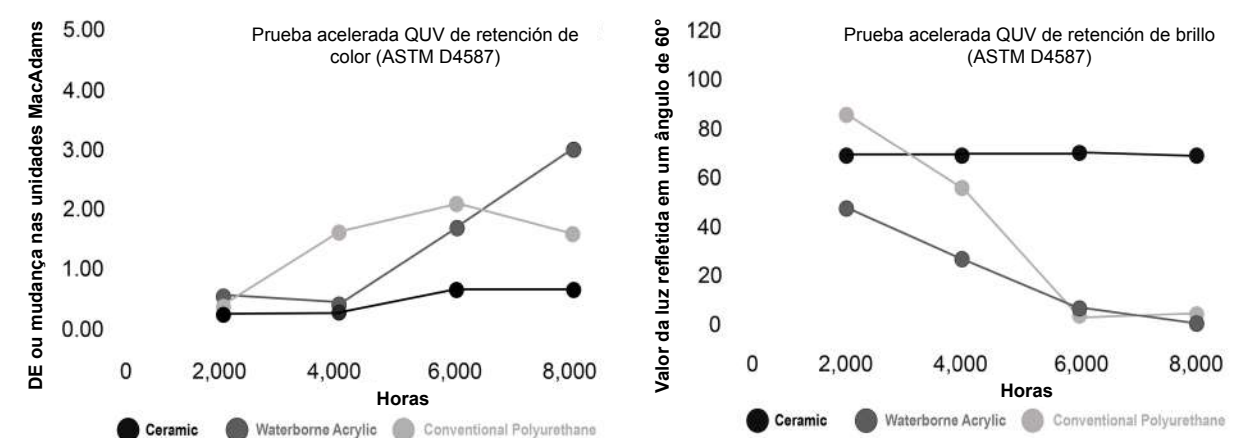 Prueba acelerada QUV de retención de
color (ASTM D4587)
DE ou mudança nas unidades MacAdams
5.00
4.00
3.00
2.00
1.00
0.00
0 2,000 4,000 6,000 8,000
Horas
Ceramic Waterborne Acrylic Conventional Polyurethane
Prueba acelerada QUV de retención de brillo
(ASTM D4587)
Valor da luz refletida em um ângulo de 60°
120
100
80
60
40
20
0
0 2,000 4,000 6,000 8,000
Horas
Ceramic Waterborne Acrylic Conventional Polyurethane